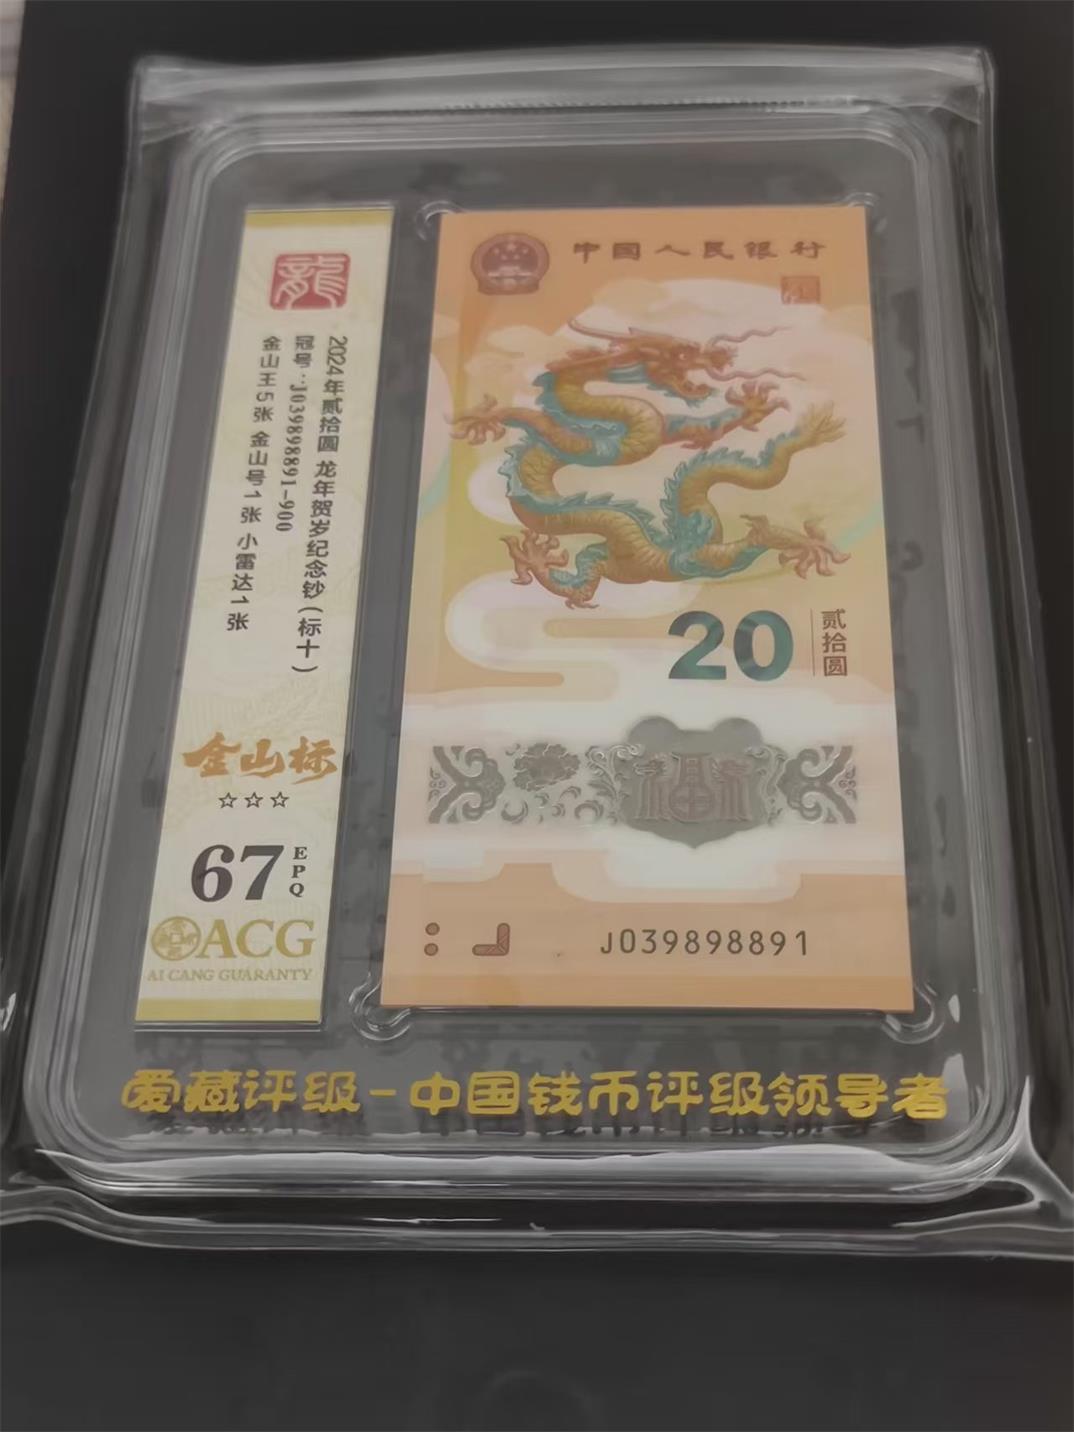 龍
2024年贰拾圆 龙年贺岁纪念钞(标十)
冠号:J039898891-900
金山王5张 金山号1张 小雷达1张
金山标
67
EPQ
ACG
AI CANG GUARANTY
中国人民银行
20
贰拾圆
福
J039898891
爱藏评级-中国钱币评级领导者